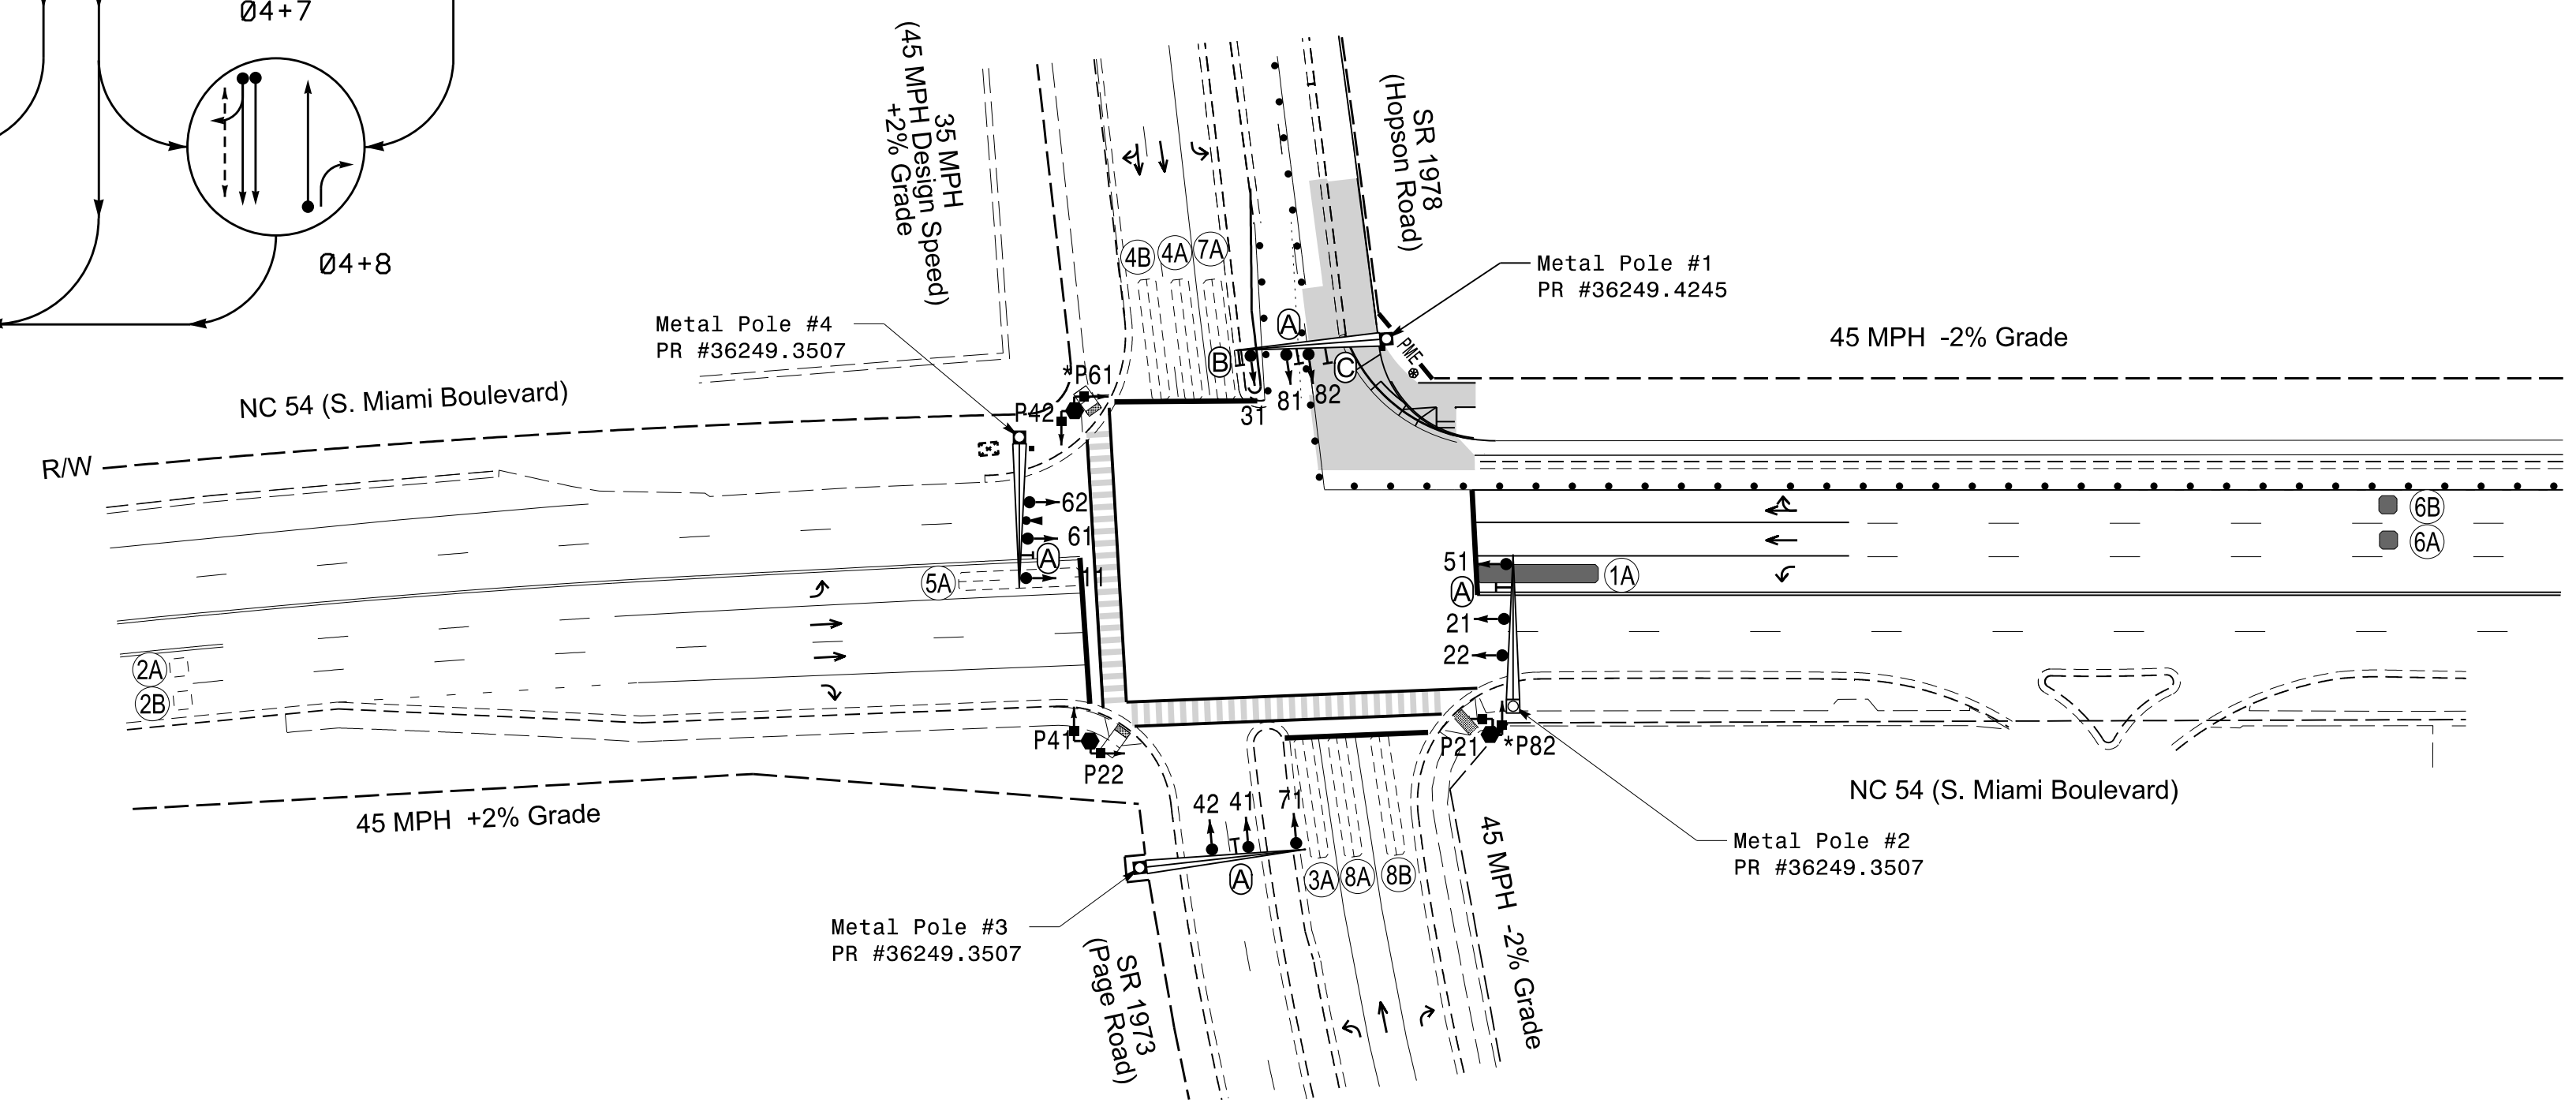 Ø4+7
Ø4+8
35 MPH
(45 MPH Design Speed)
+2% Grade
SR 1978
(Hopson Road)
4B
4A
7A
Metal Pole #1
PR #36249.4245
Metal Pole #4
PR #36249.3507
45 MPH -2% Grade
A
B
C
PME
31
81
82
NC 54 (S. Miami Boulevard)
*P61
P42
R/W
62
61
A
11
5A
51
A
1A
21
22
6B
6A
2A
2B
P41
P22
P21
*P82
45 MPH +2% Grade
NC 54 (S. Miami Boulevard)
42
41
71
A
3A
8A
8B
45 MPH -2% Grade
Metal Pole #2
PR #36249.3507
Metal Pole #3
PR #36249.3507
SR 1973
(Page Road)